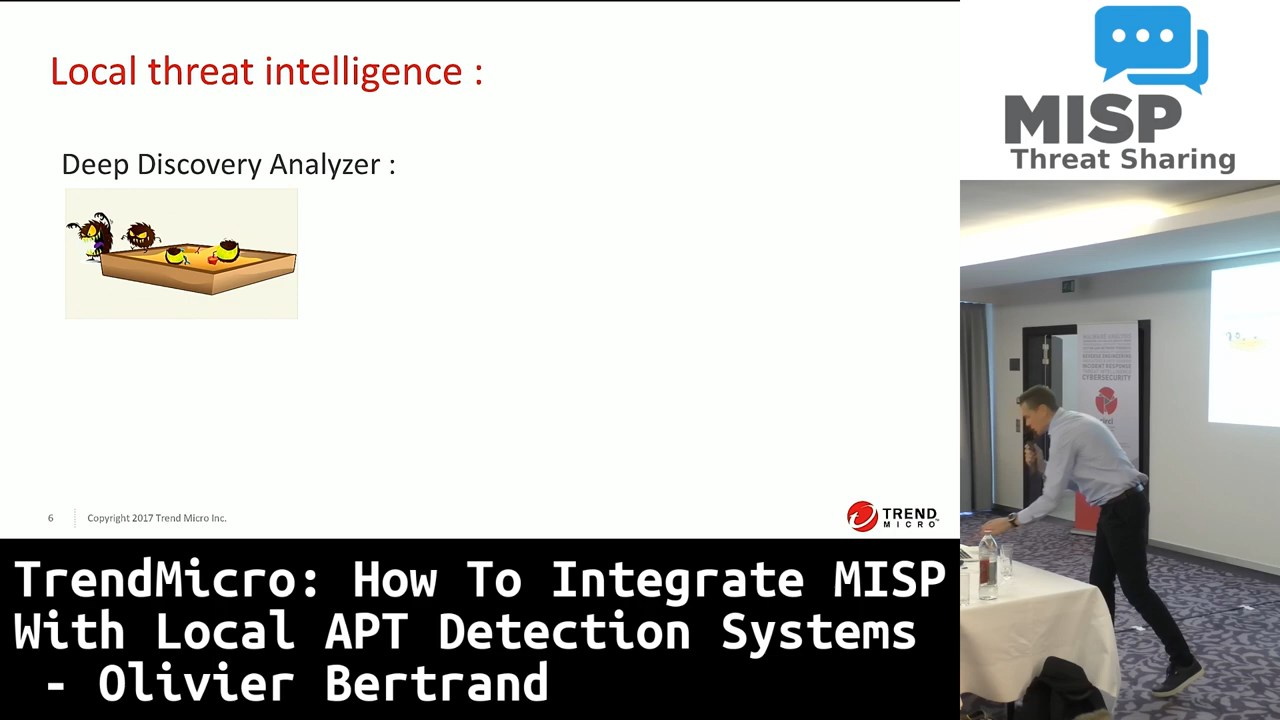 Local threat intelligence :
Deep Discovery Analyzer :
6
Copyright 2017 Trend Micro Inc.
TREND
MICRO
MISP
Threat Sharing
INCIDENT RESPONSE
CYBERSECURITY
TrendMicro: How To Integrate MISP
With Local APT Detection Systems
- Olivier Bertrand